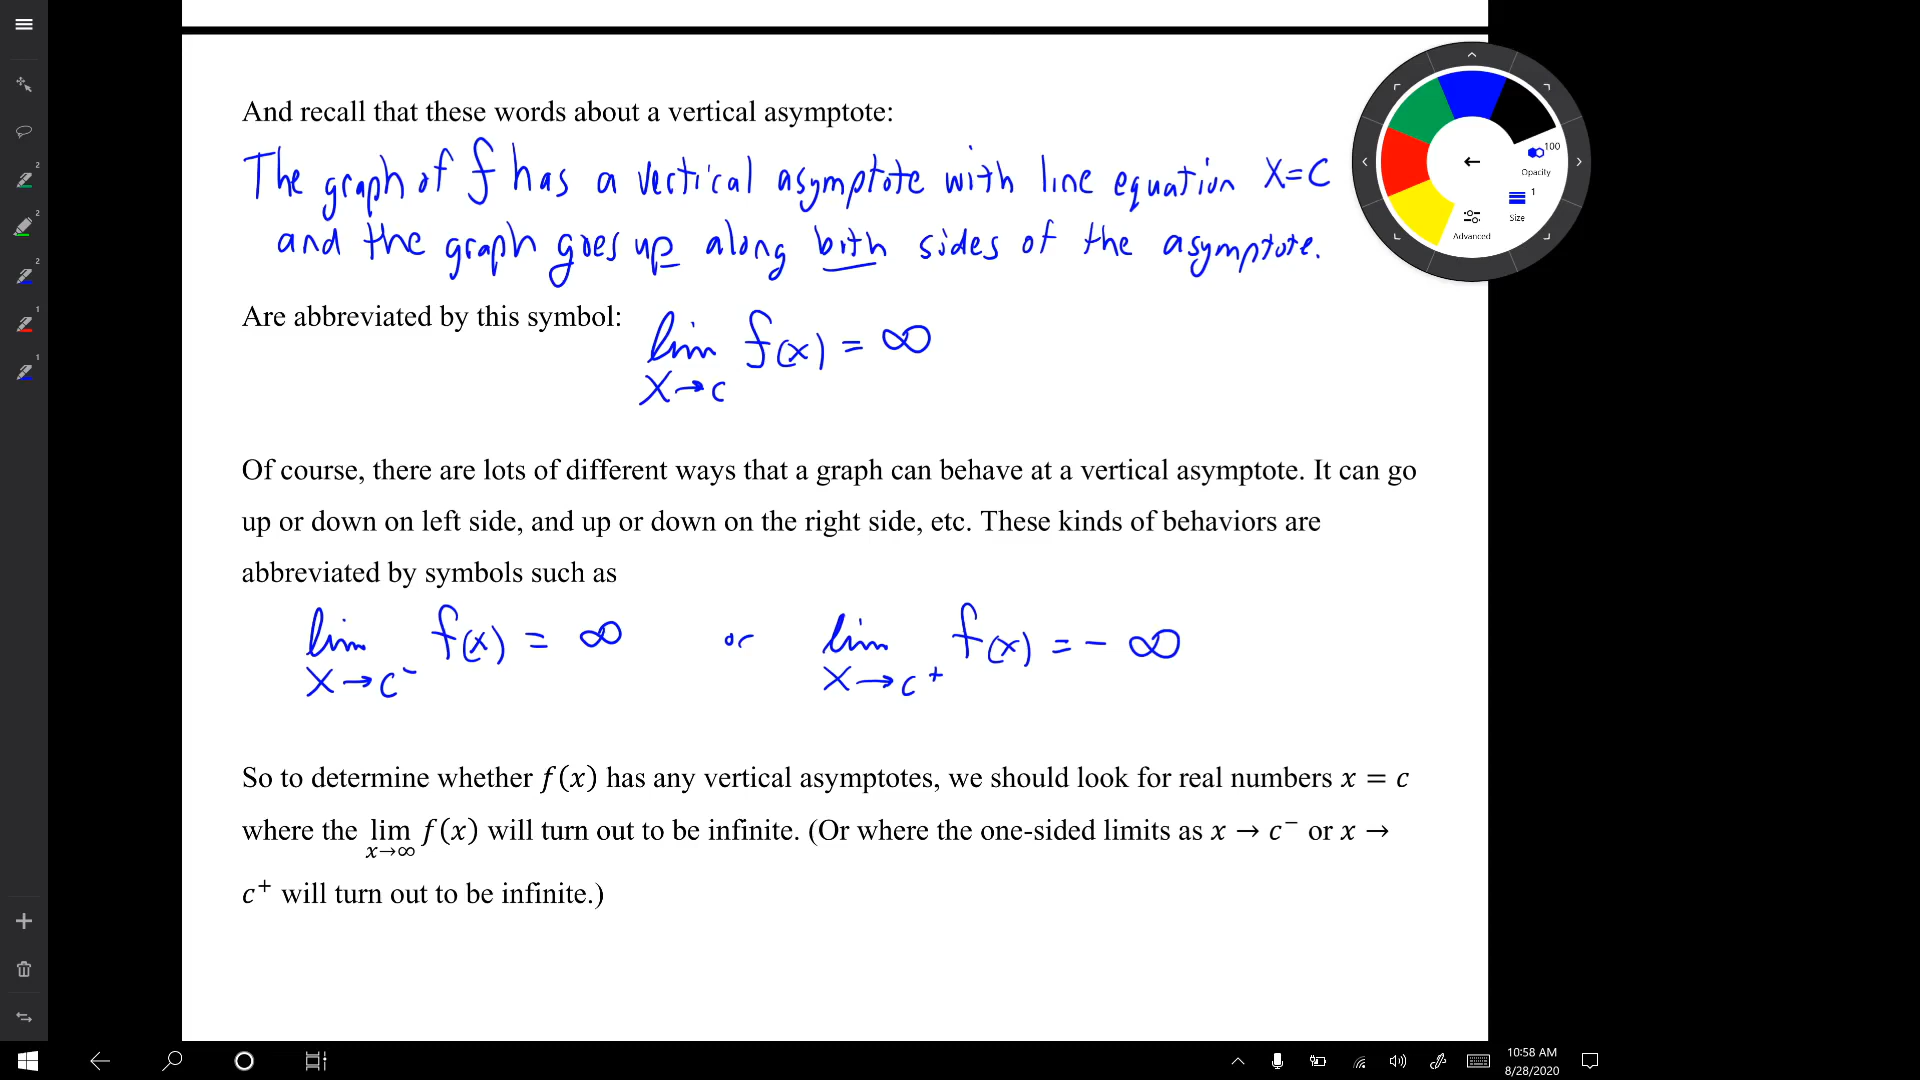 And recall that these words about a vertical asymptote:
The graph of f has a vertical asymptote with line equation X=C
and the graph goes up along both sides of the asymptote.
Are abbreviated by this symbol:
lim f(x) = ∞
X→c
Of course, there are lots of different ways that a graph can behave at a vertical asymptote. It can go
up or down on left side, and up or down on the right side, etc. These kinds of behaviors are
abbreviated by symbols such as
lim f(x) = ∞ or lim f(x) = - ∞
X→c⁻ X→c⁺
So to determine whether f(x) has any vertical asymptotes, we should look for real numbers x = c
where the lim f(x) will turn out to be infinite. (Or where the one-sided limits as x → c⁻ or x →
x→∞
c⁺ will turn out to be infinite.)
100
Opacity
1
Size
Advanced
2
2
2
1
1
10:58 AM
8/28/2020